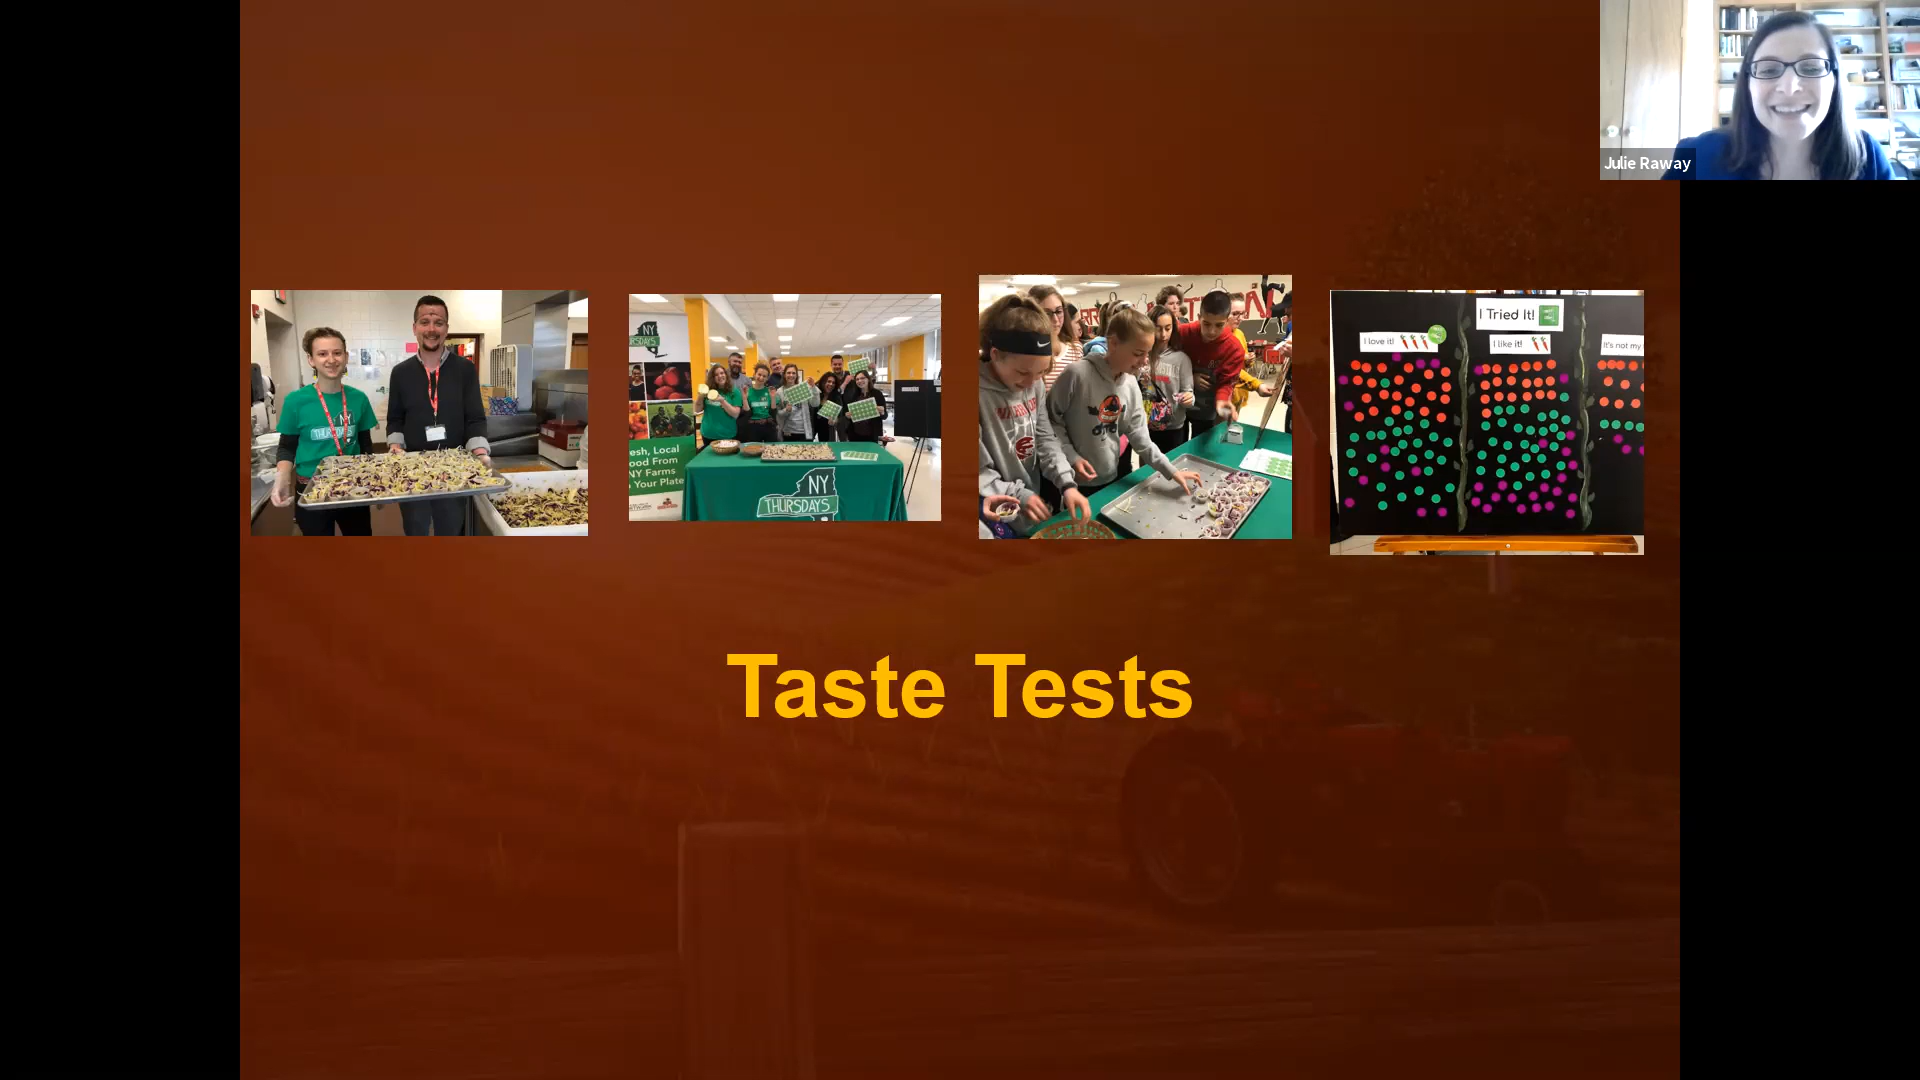 Julie Raway
NY
THURSDAYS
NY
RSDAYS
esh, Local
ood From
NY Farms
Your Plate
NY
THURSDAYS
I Tried It!
I love it!
I like it!
It's not my
Taste Tests